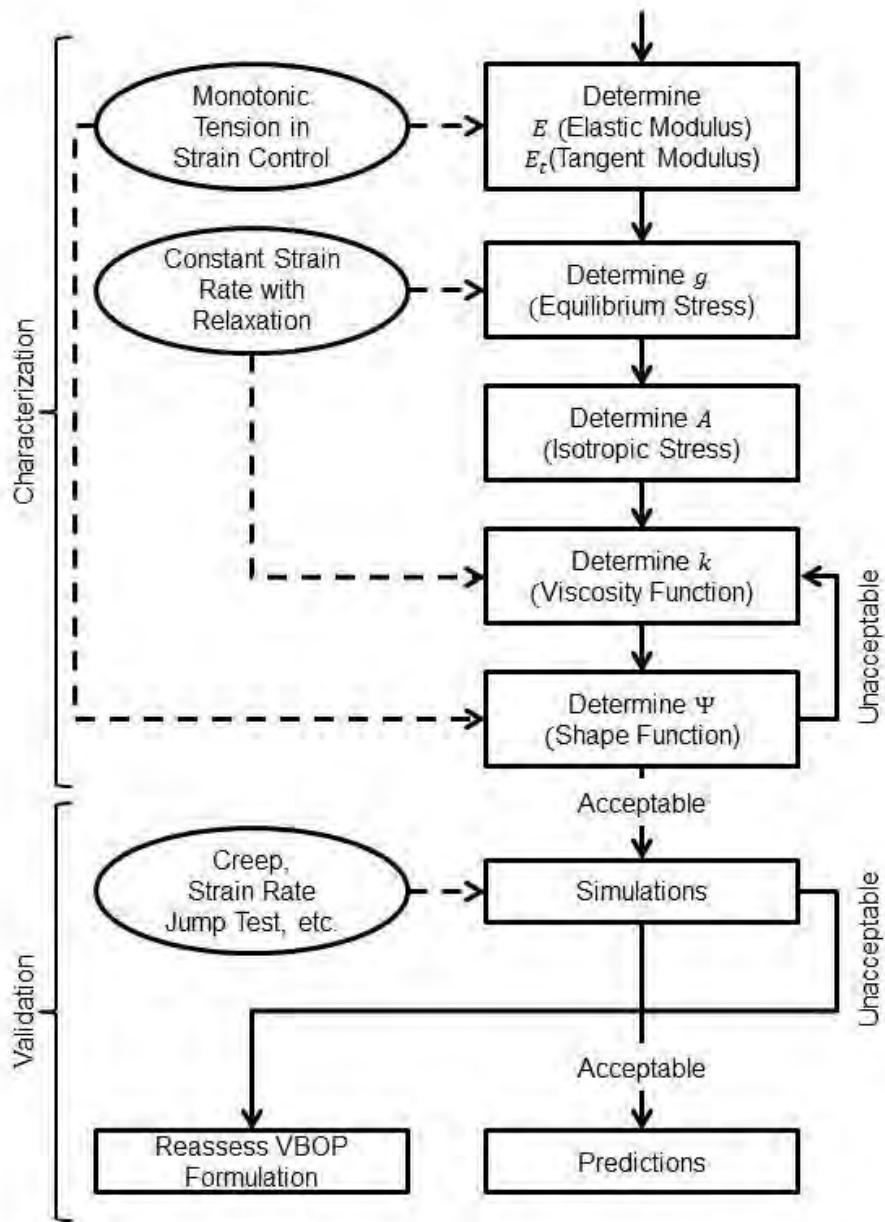 Characterization
Monotonic
Tension in
Strain Control
Determine
E (Elastic Modulus)
E_t(Tangent Modulus)
Constant Strain
Rate with
Relaxation
Determine g
(Equilibrium Stress)
Determine A
(Isotropic Stress)
Determine k
(Viscosity Function)
Unacceptable
Determine Ψ
(Shape Function)
Acceptable
Validation
Creep,
Strain Rate
Jump Test, etc.
Simulations
Unacceptable
Acceptable
Reassess VBOP
Formulation
Predictions